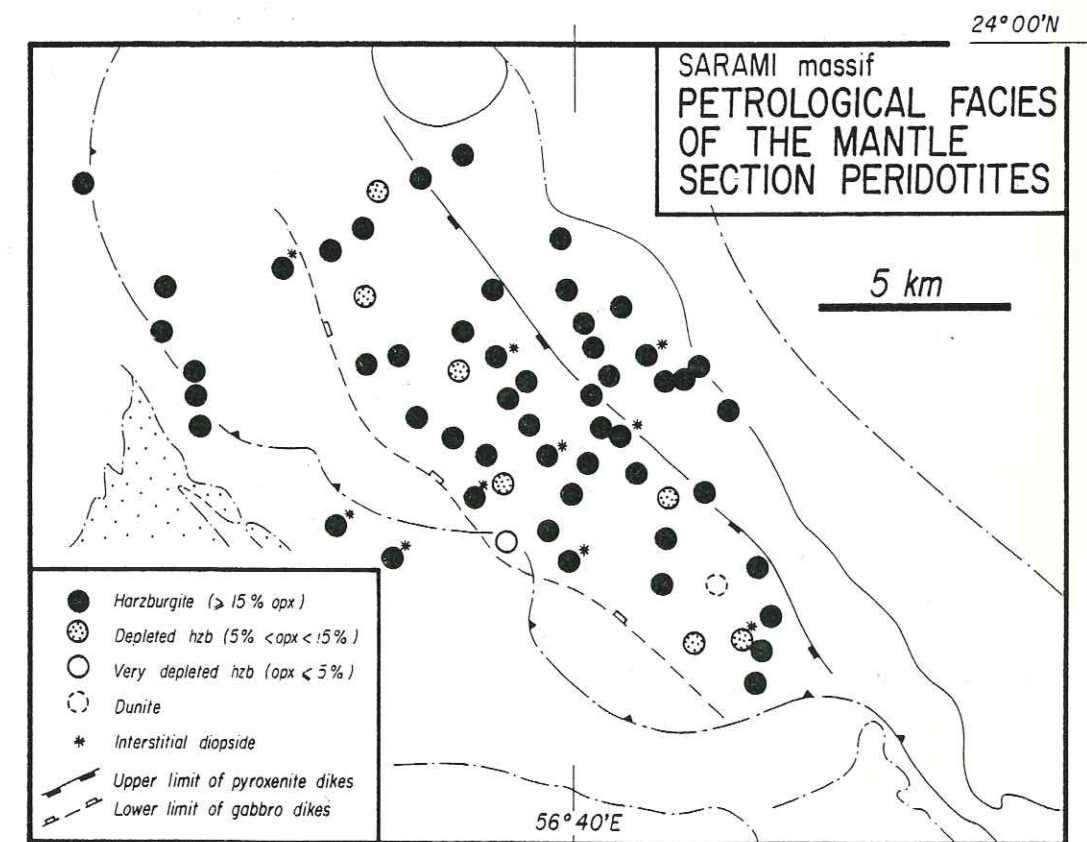 24°00'N
SARAMI massif
PETROLOGICAL FACIES
OF THE MANTLE
SECTION PERIDOTITES
5 km
Harzburgite (⩾ 15% opx)
Depleted hzb (5% <opx< 15%)
Very depleted hzb (opx ⩽ 5%)
Dunite
* Interstitial diopside
Upper limit of pyroxenite dikes
Lower limit of gabbro dikes
56°40'E